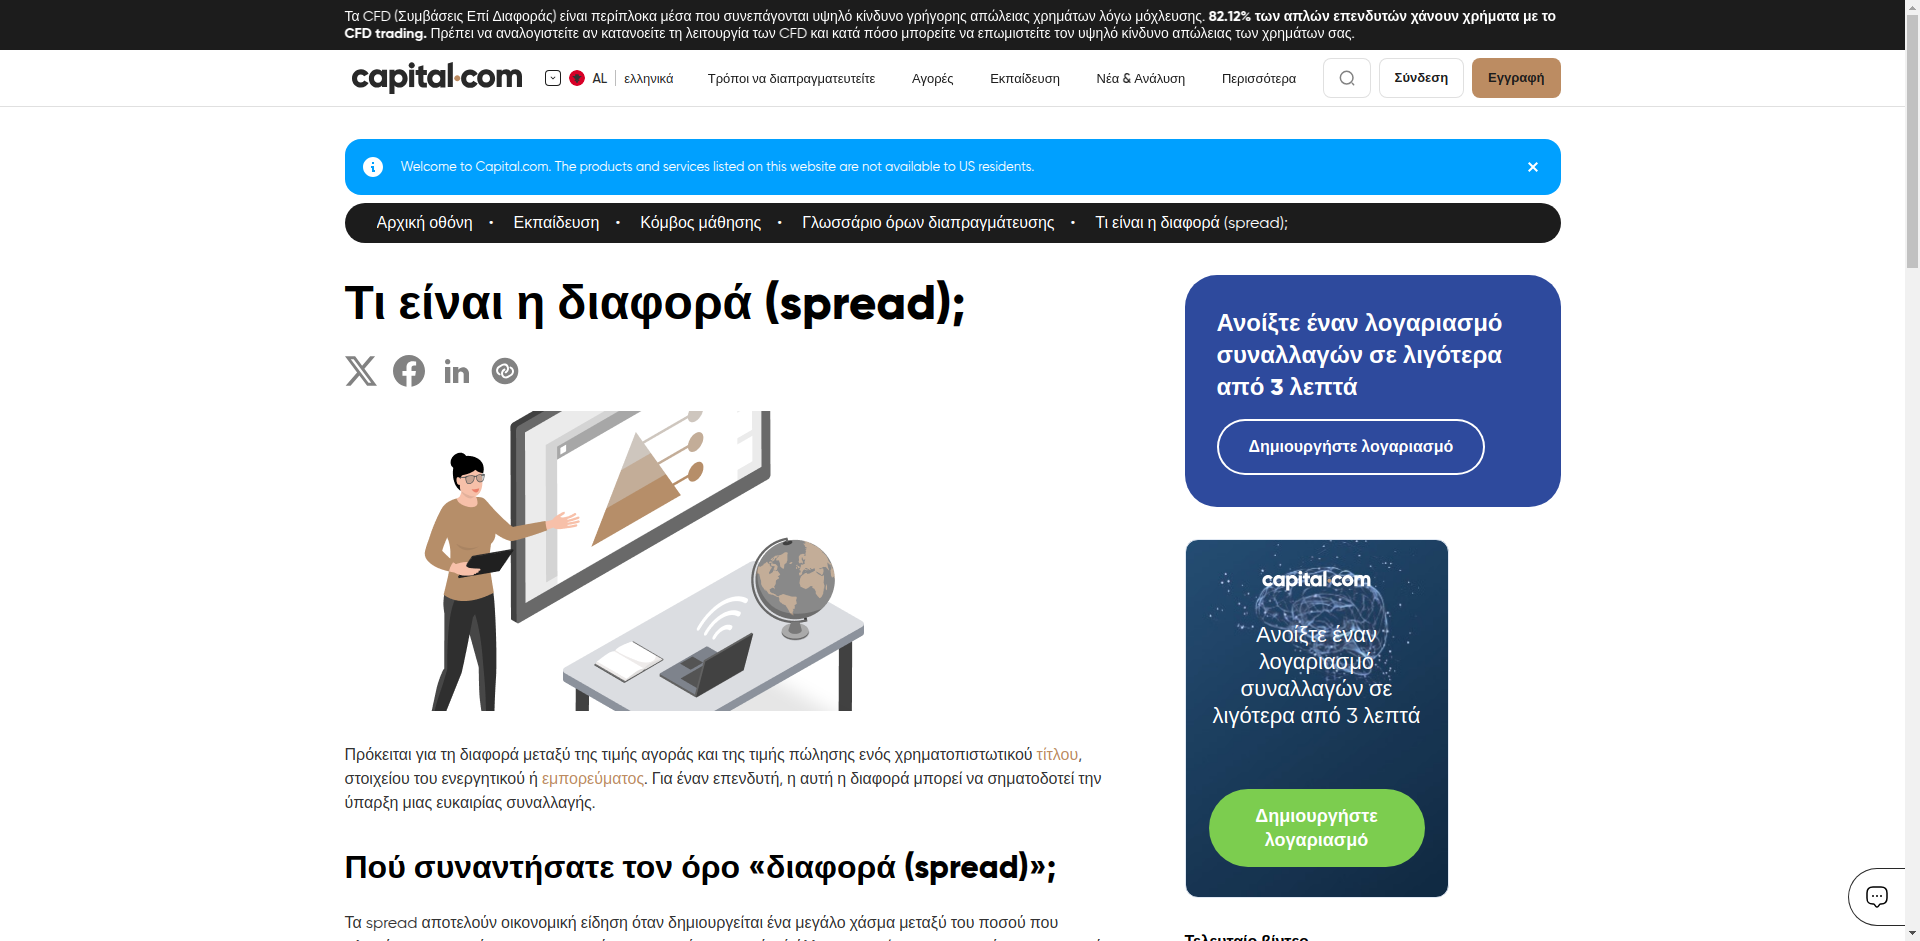 Τα CFD (Συμβάσεις Επί Διαφοράς) είναι περίπλοκα μέσα που συνεπάγονται υψηλό κίνδυνο γρήγορης απώλειας χρημάτων λόγω μόχλευσης. 82.12% των απλών επενδυτών χάνουν χρήματα με το
CFD trading. Πρέπει να αναλογιστείτε αν κατανοείτε τη λειτουργία των CFD και κατά πόσο μπορείτε να επωμιστείτε τον υψηλό κίνδυνο απώλειας των χρημάτων σας.
capital.com AL ελληνικά Τρόποι να διαπραγματευτείτε Αγορές Εκπαίδευση Νέα & Ανάλυση Περισσότερα Σύνδεση Εγγραφή
Welcome to Capital.com. The products and services listed on this website are not available to US residents.
Αρχική οθόνη • Εκπαίδευση • Κόμβος μάθησης • Γλωσσάριο όρων διαπραγμάτευσης • Τι είναι η διαφορά (spread);
Τι είναι η διαφορά (spread);
Πρόκειται για τη διαφορά μεταξύ της τιμής αγοράς και της τιμής πώλησης ενός χρηματοπιστωτικού τίτλου,
στοιχείου του ενεργητικού ή εμπορεύματος. Για έναν επενδυτή, η αυτή η διαφορά μπορεί να σηματοδοτεί την
ύπαρξη μιας ευκαιρίας συναλλαγής.
Πού συναντήσατε τον όρο «διαφορά (spread)»;
Τα spread αποτελούν οικονομική είδηση όταν δημιουργείται ένα μεγάλο χάσμα μεταξύ του ποσού που
Ανοίξτε έναν λογαριασμό
συναλλαγών σε λιγότερα
από 3 λεπτά
Δημιουργήστε λογαριασμό
capital.com
Ανοίξτε έναν
λογαριασμό
συναλλαγών σε
λιγότερα από 3 λεπτά
Δημιουργήστε
λογαριασμό
Τελευταίο βίντεο